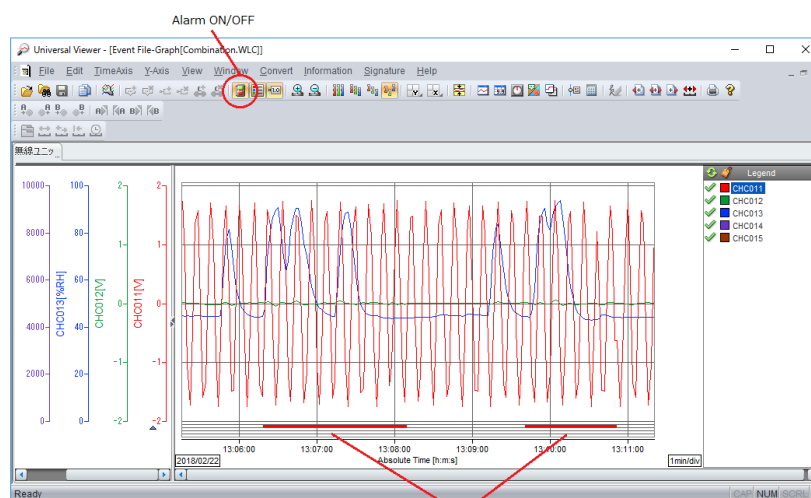 Alarm ON/OFF
Universal Viewer - [Event File-Graph[Combination.WLC]]
File Edit TimeAxis Y-Axis View Window Convert Information Signature Help
無線ユニッ...
Legend
CHC011
CHC012
CHC013
CHC014
CHC015
10000 100 2 2
8000 80 1 1
6000 60
CHC013[%RH] CHC012[V] CHC011[V]
0 0
4000 40
-1 -1
2000 20
0 0 -2 -2
13:06:00 13:07:00 13:08:00 13:09:00 13:10:00 13:11:00
2018/02/22 Absolute Time [h:m:s] 1min/div
Ready CAP NUM SCRL